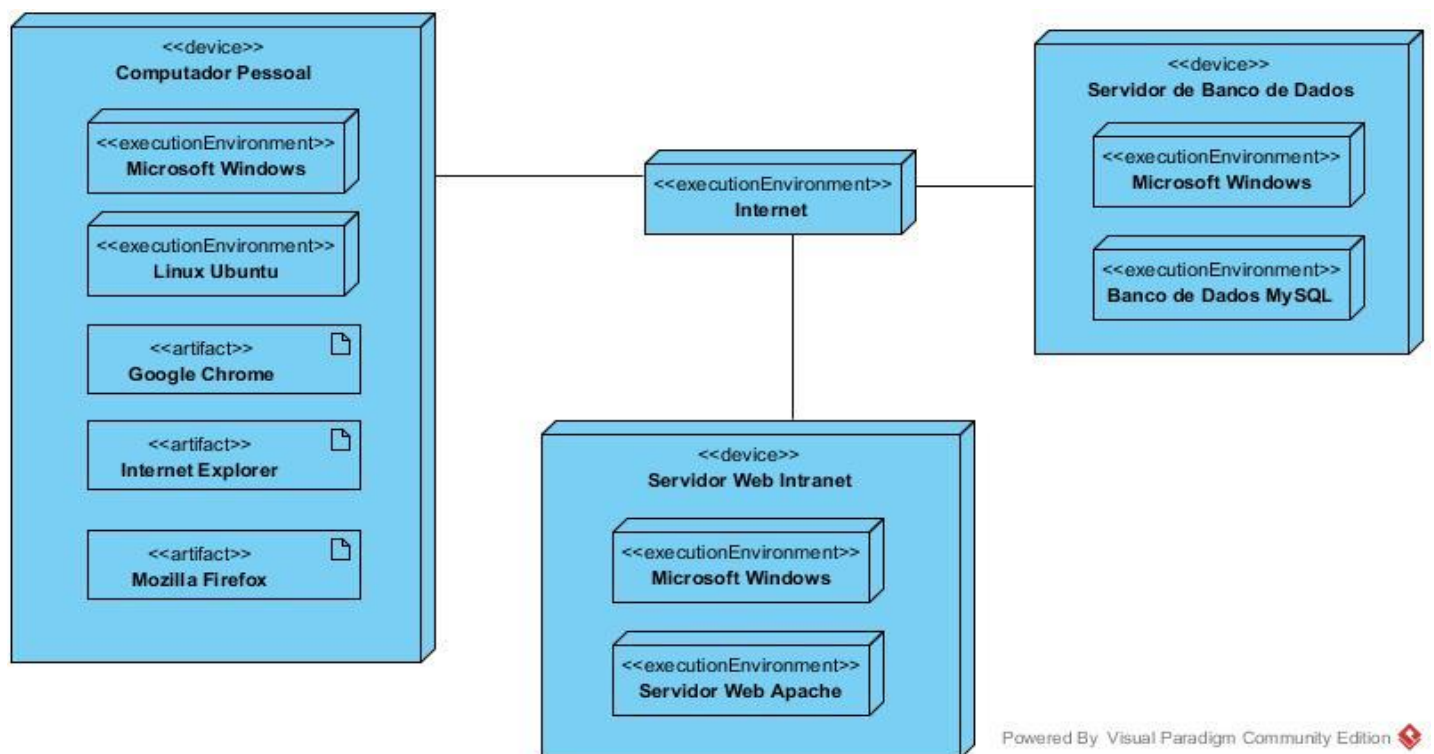 <<device>>
Computador Pessoal
<<executionEnvironment>>
Microsoft Windows
<<executionEnvironment>>
Linux Ubuntu
<<artifact>>
Google Chrome
<<artifact>>
Internet Explorer
<<artifact>>
Mozilla Firefox
<<executionEnvironment>>
Internet
<<device>>
Servidor de Banco de Dados
<<executionEnvironment>>
Microsoft Windows
<<executionEnvironment>>
Banco de Dados MySQL
<<device>>
Servidor Web Intranet
<<executionEnvironment>>
Microsoft Windows
<<executionEnvironment>>
Servidor Web Apache
Powered By Visual Paradigm Community Edition